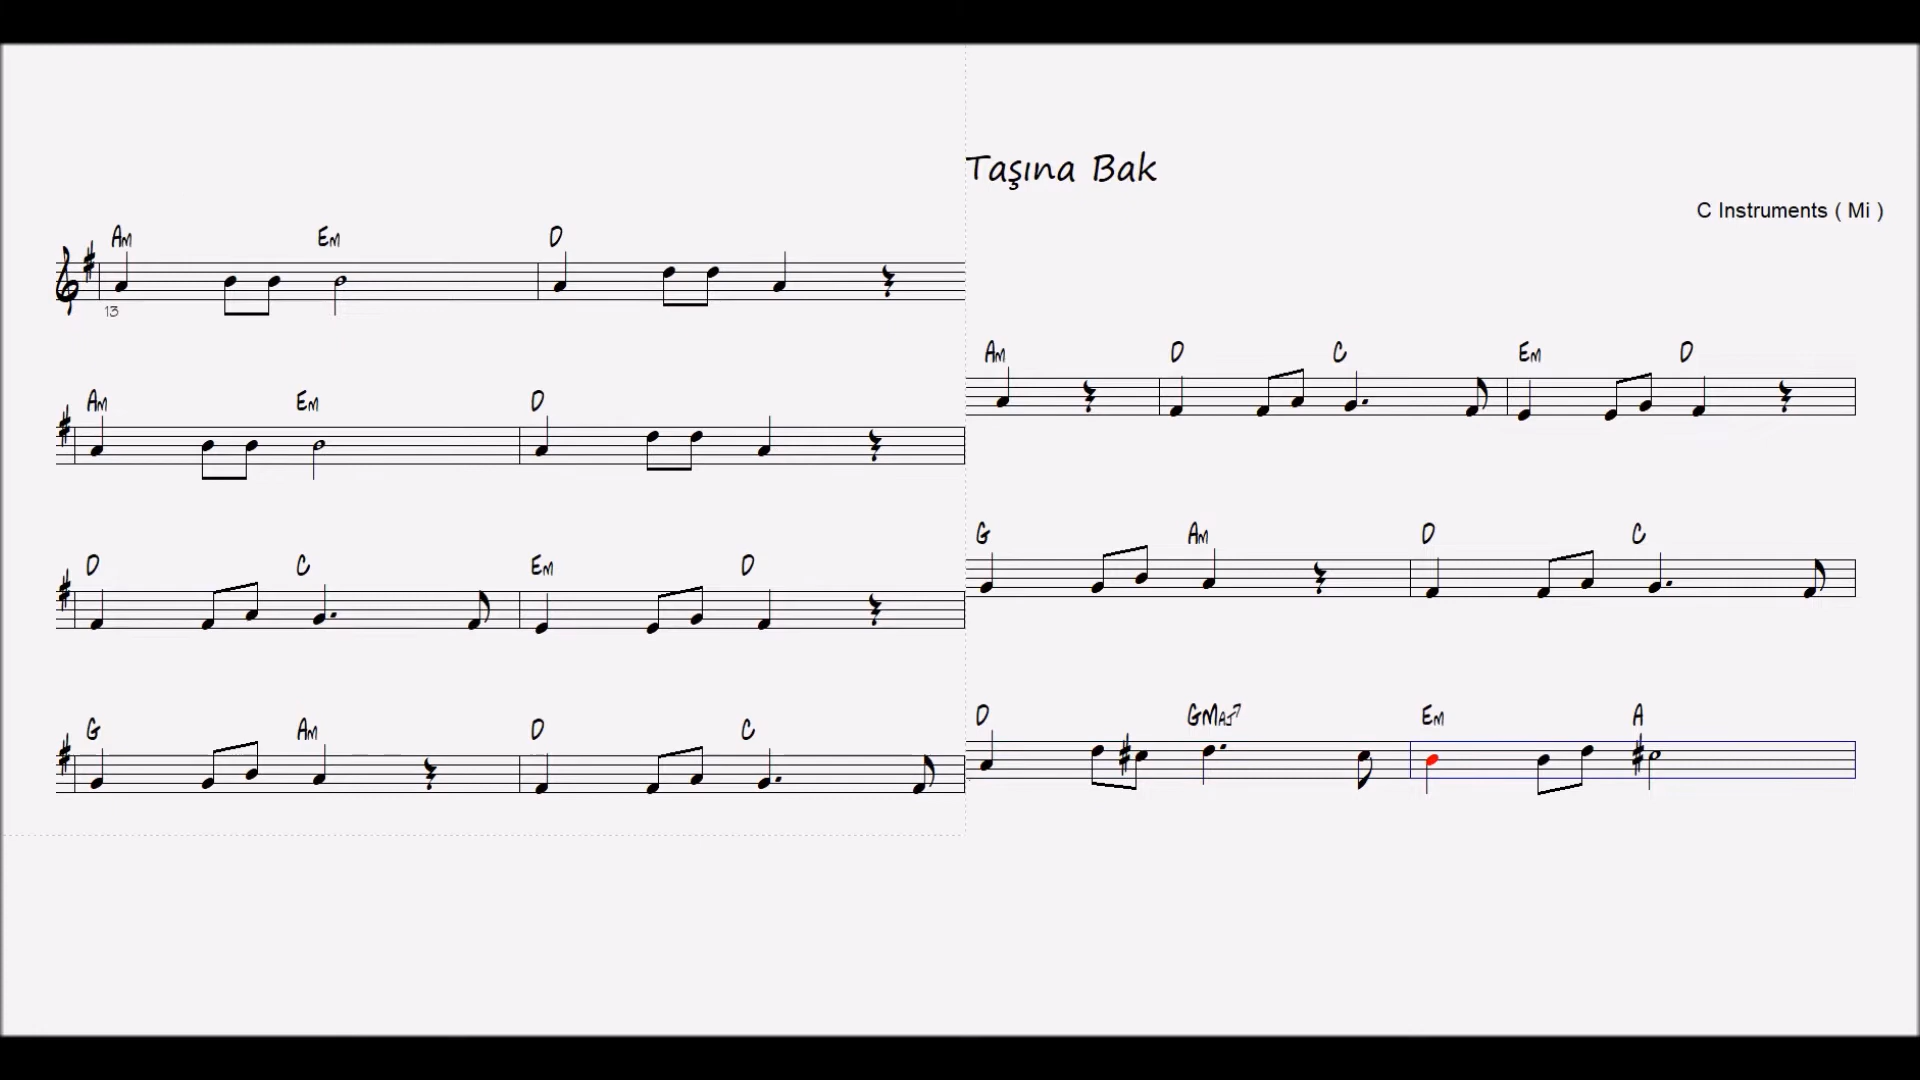 Taşına Bak
C Instruments ( Mi )
Am Em D
13
Am Em D
D C Em D
G Am D C
Am D C Em D
G Am D C
D GMaj7 Em A